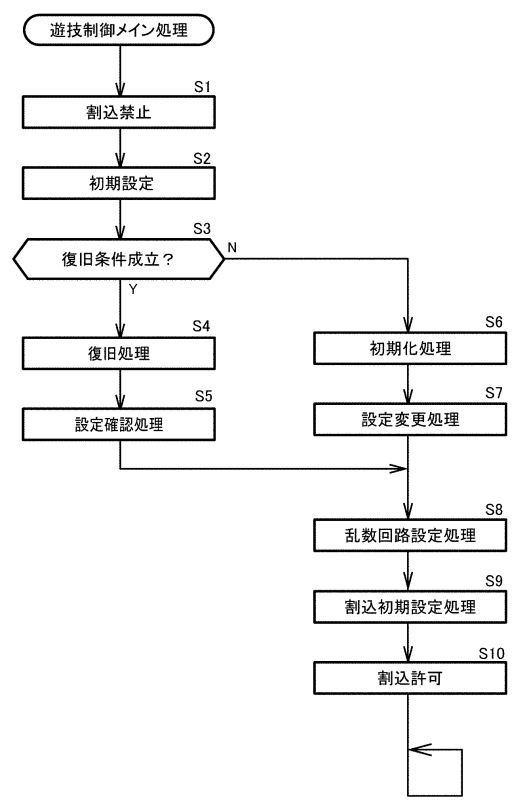 遊技制御メイン処理
S1
割込禁止
S2
初期設定
S3
復旧条件成立？
N
Y
S4
復旧処理
S5
設定確認処理
S6
初期化処理
S7
設定変更処理
S8
乱数回路設定処理
S9
割込初期設定処理
S10
割込許可